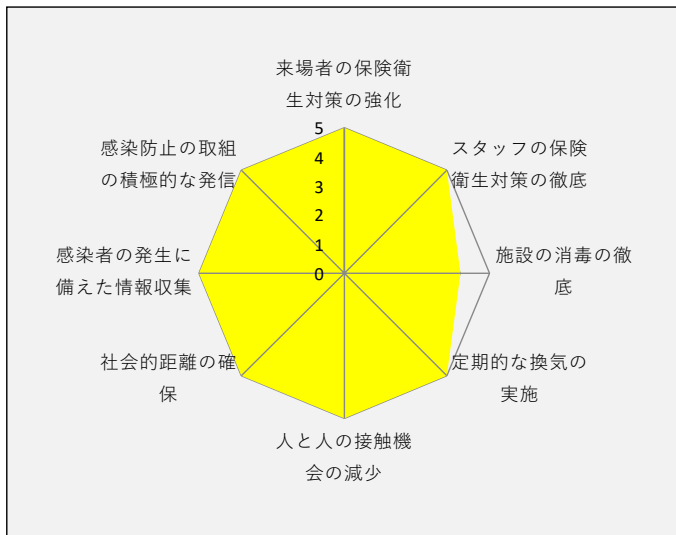 来場者の保険衛
生対策の強化
スタッフの保険
衛生対策の徹底
施設の消毒の徹
底
定期的な換気の
実施
人と人の接触機
会の減少
社会的距離の確
保
感染者の発生に
備えた情報収集
感染防止の取組
の積極的な発信
5
4
3
2
1
0